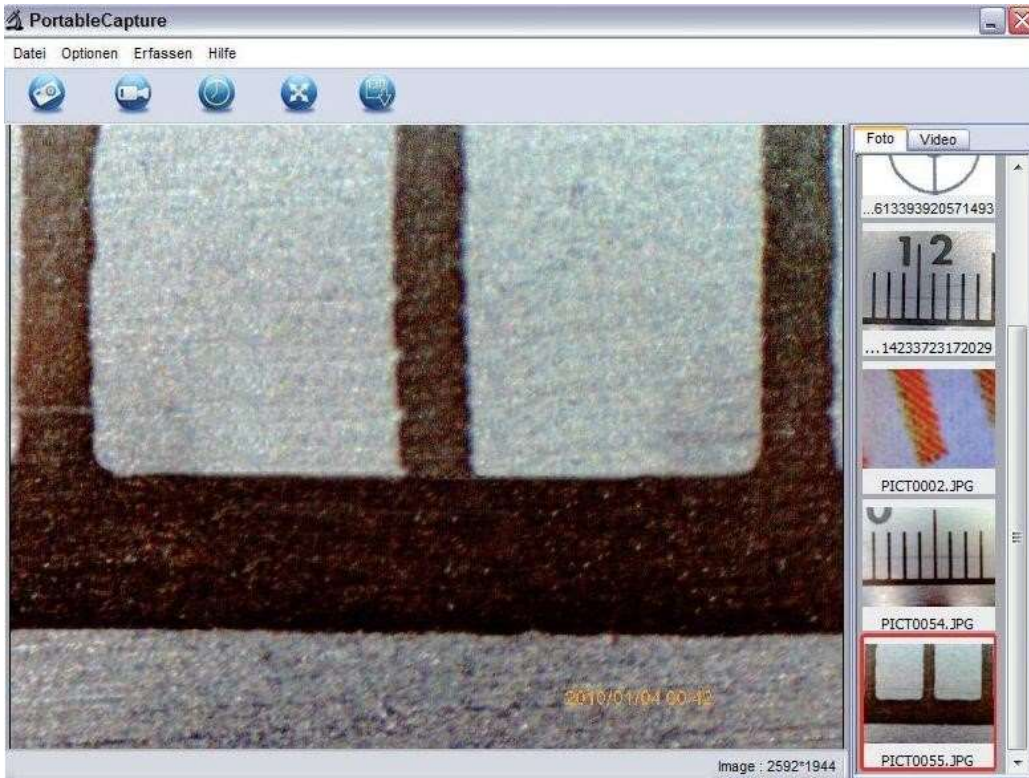 PortableCapture
Datei Optionen Erfassen Hilfe
Foto Video
...613393920571493
1 2
...14233723172029
PICT0002.JPG
0
PICT0054.JPG
PICT0055.JPG
2010/01/04 00:42
Image : 2592*1944